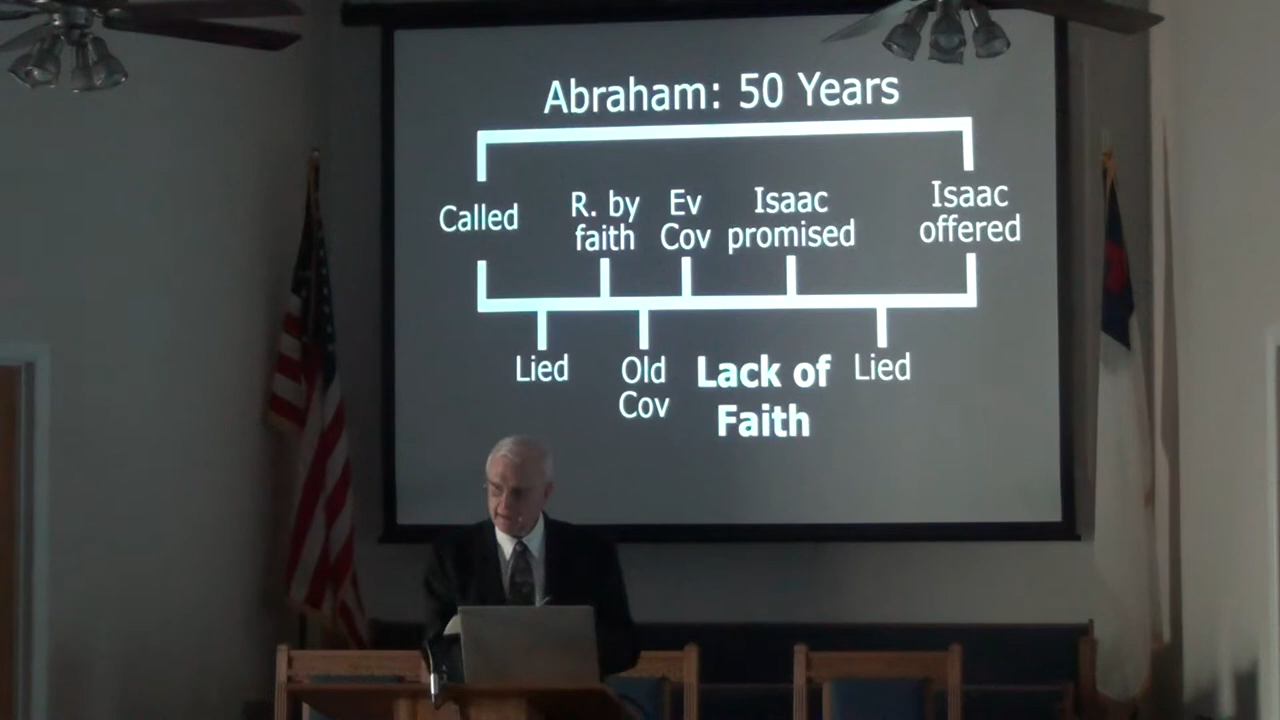 Abraham: 50 Years
Called
R. by
faith
Ev
Cov
Isaac
promised
Isaac
offered
Lied
Old
Cov
Lack of
Faith
Lied